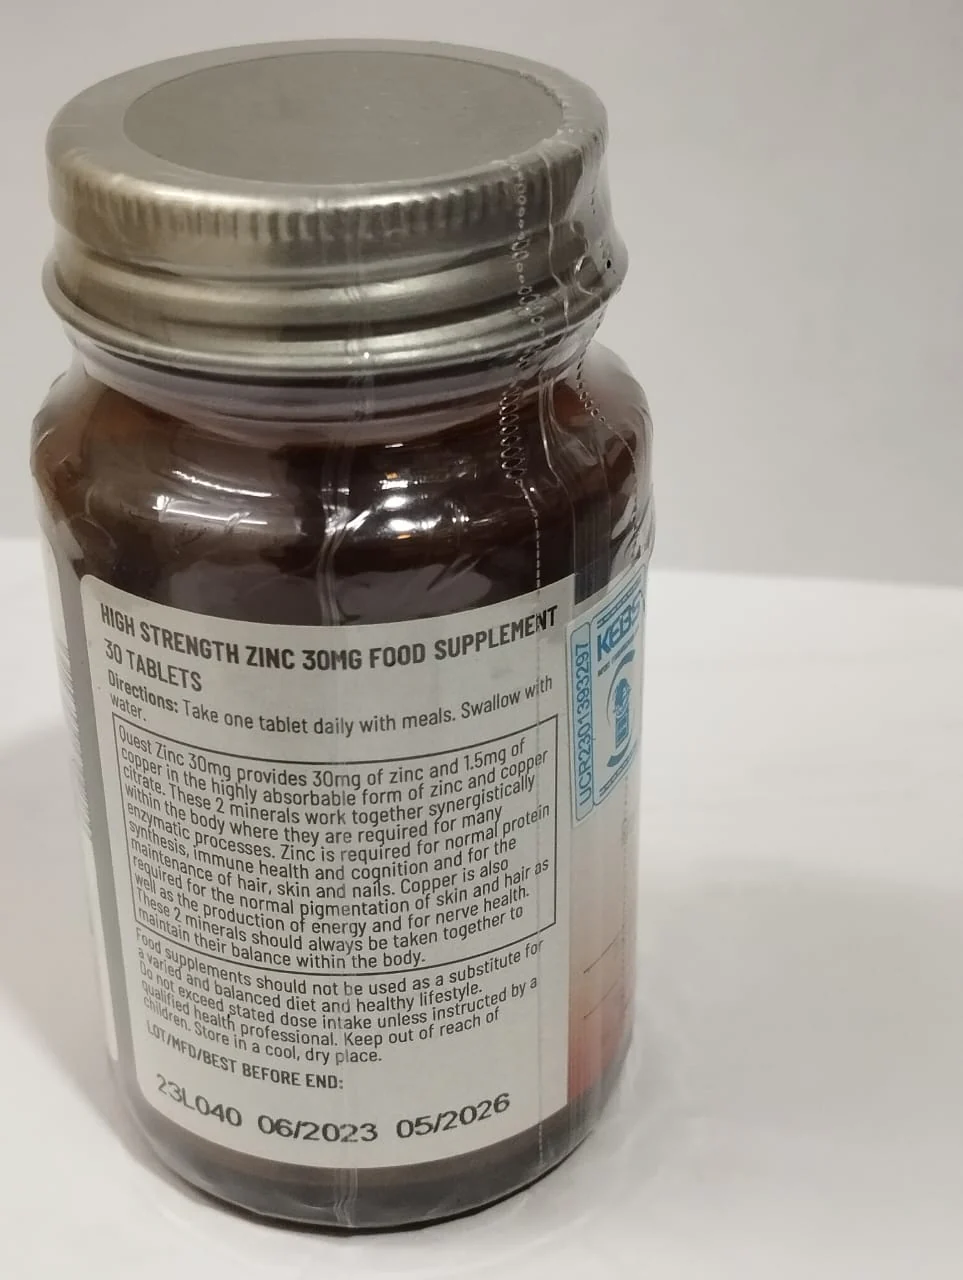 HIGH STRENGTH ZINC 30MG FOOD SUPPLEMENT
30 TABLETS
Directions: Take one tablet daily with meals. Swallow with
water.
Quest Zinc 30mg provides 30mg of zinc and 1.5mg of
copper in the highly absorbable form of zinc and copper
citrate. These 2 minerals work together synergistically
within the body where they are required for many
enzymatic processes. Zinc is required for normal protein
synthesis, immune health and cognition and for the
maintenance of hair, skin and nails. Copper is also
required for the normal pigmentation of skin and hair as
well as the production of energy and for nerve health.
These 2 minerals should always be taken together to
maintain their balance within the body.
Food supplements should not be used as a substitute for
a varied and balanced diet and healthy lifestyle.
Do not exceed stated dose intake unless instructed by a
qualified health professional. Keep out of reach of
children. Store in a cool, dry place.
LOT/MFD/BEST BEFORE END:
23L040 06/2023 05/2026
UCR2301393297
KEBS